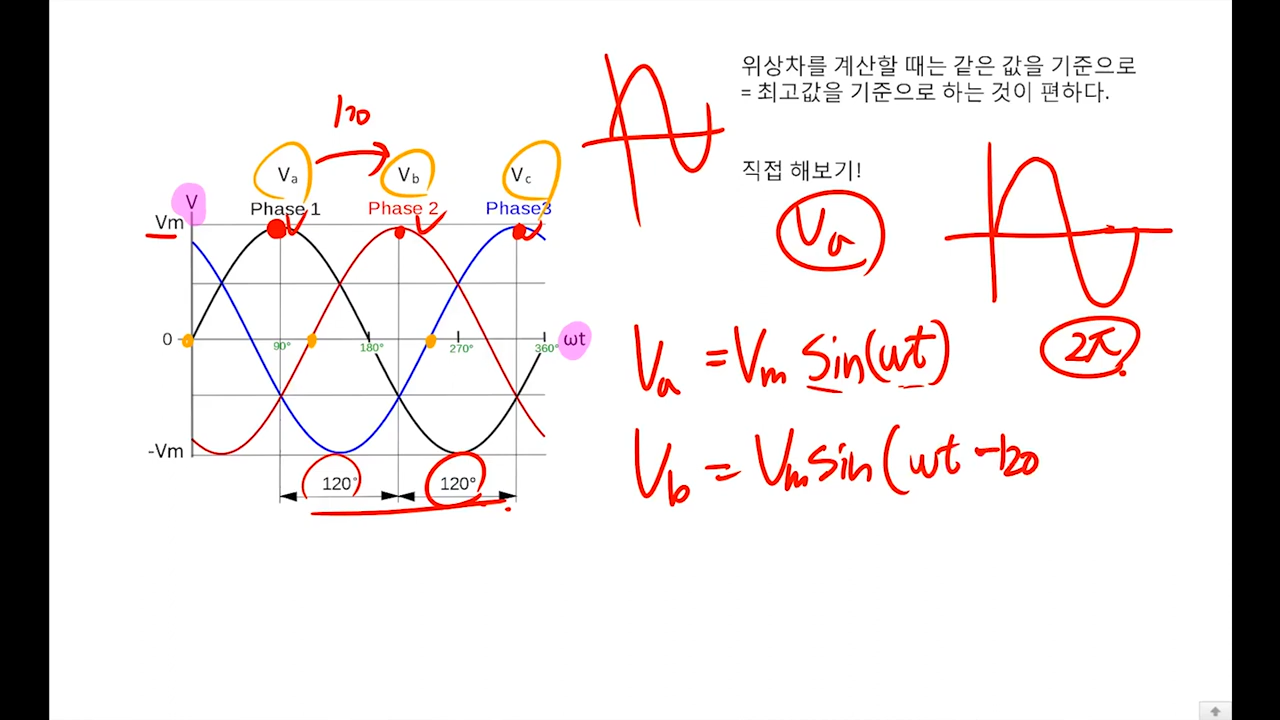 위상차를 계산할 때는 같은 값을 기준으로
= 최고값을 기준으로 하는 것이 편하다.
120
Va Vb Vc
직접 해보기!
V
Phase 1 Phase 2 Phase3
Vm
Va
0
90° 180° 270° 360° ωt
2π
Va = Vm sin(ωt)
-Vm
Vb = Vm sin(ωt -120
120° 120°